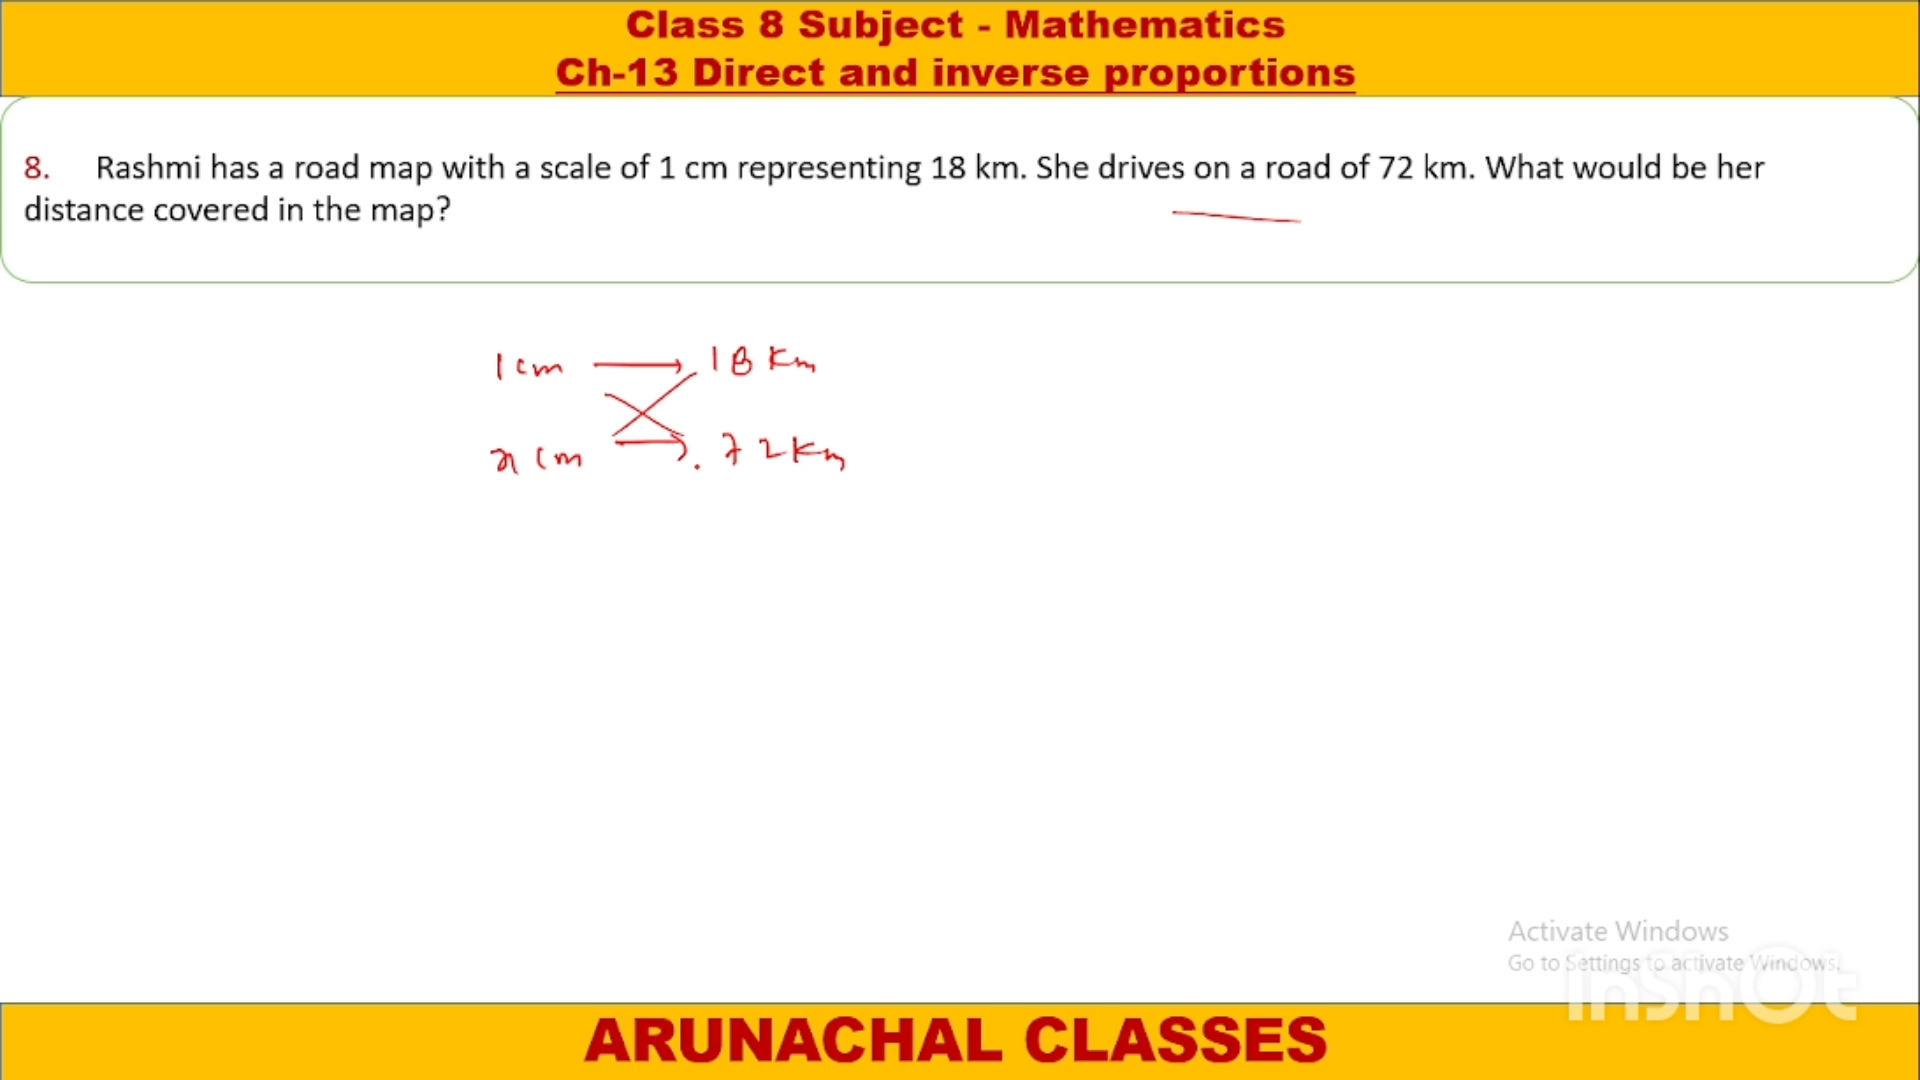 Class 8 Subject - Mathematics
Ch-13 Direct and inverse proportions
8. Rashmi has a road map with a scale of 1 cm representing 18 km. She drives on a road of 72 km. What would be her
distance covered in the map?
1 cm → 18 Km
x cm → 72 Km
Activate Windows
Go to Settings to activate Windows.
InShOt
ARUNACHAL CLASSES